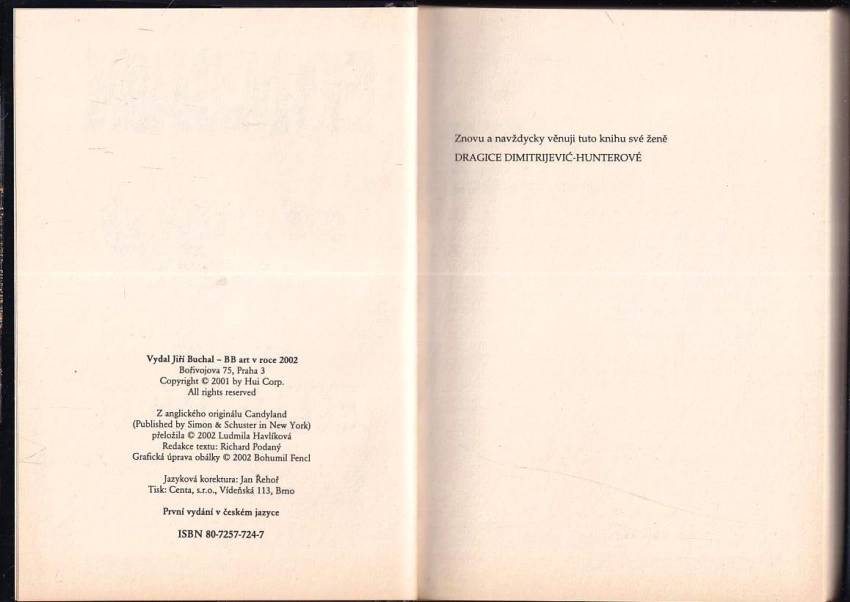 Vydal Jiří Buchal – BB art v roce 2002
Bořivojova 75, Praha 3
Copyright © 2001 by Hui Corp.
All rights reserved
Z anglického originálu Candyland
(Published by Simon & Schuster in New York)
přeložila © 2002 Ludmila Havlíková
Redakce textu: Richard Podaný
Grafická úprava obálky © 2002 Bohumil Fencl
Jazyková korektura: Jan Řehoř
Tisk: Centa, s.r.o., Vídeňská 113, Brno
První vydání v českém jazyce
ISBN 80-7257-724-7
Znovu a navždycky věnuji tuto knihu své ženě
DRAGICE DIMITRIJEVIĆ-HUNTEROVÉ